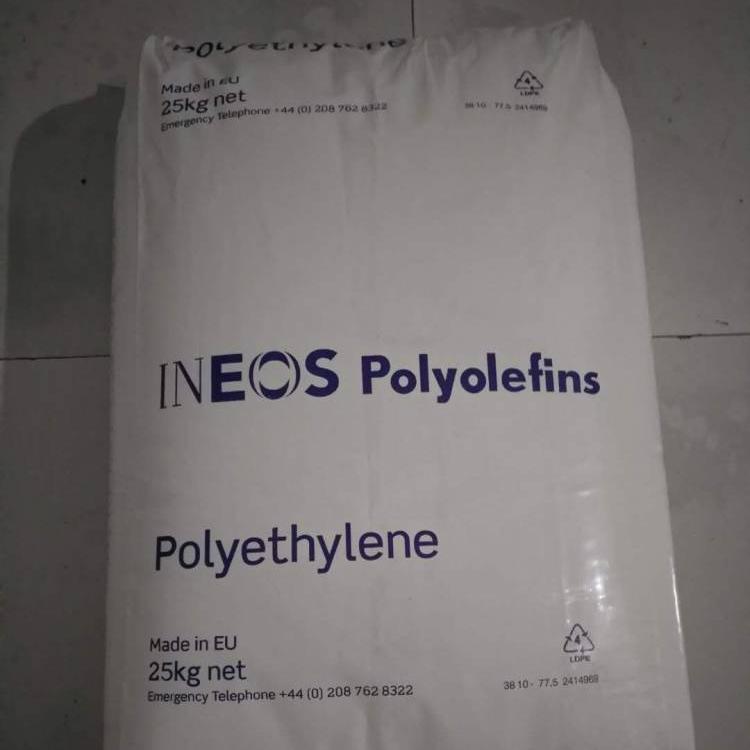 Polyethylene
Made in EU
25kg net
Emergency Telephone +44 (0) 208 762 8322
4
LDPE
38 10 - 77,5 2414969
INEOS Polyolefins
Polyethylene
Made in EU
25kg net
Emergency Telephone +44 (0) 208 762 8322
4
LDPE
38 10 - 77,5 2414969